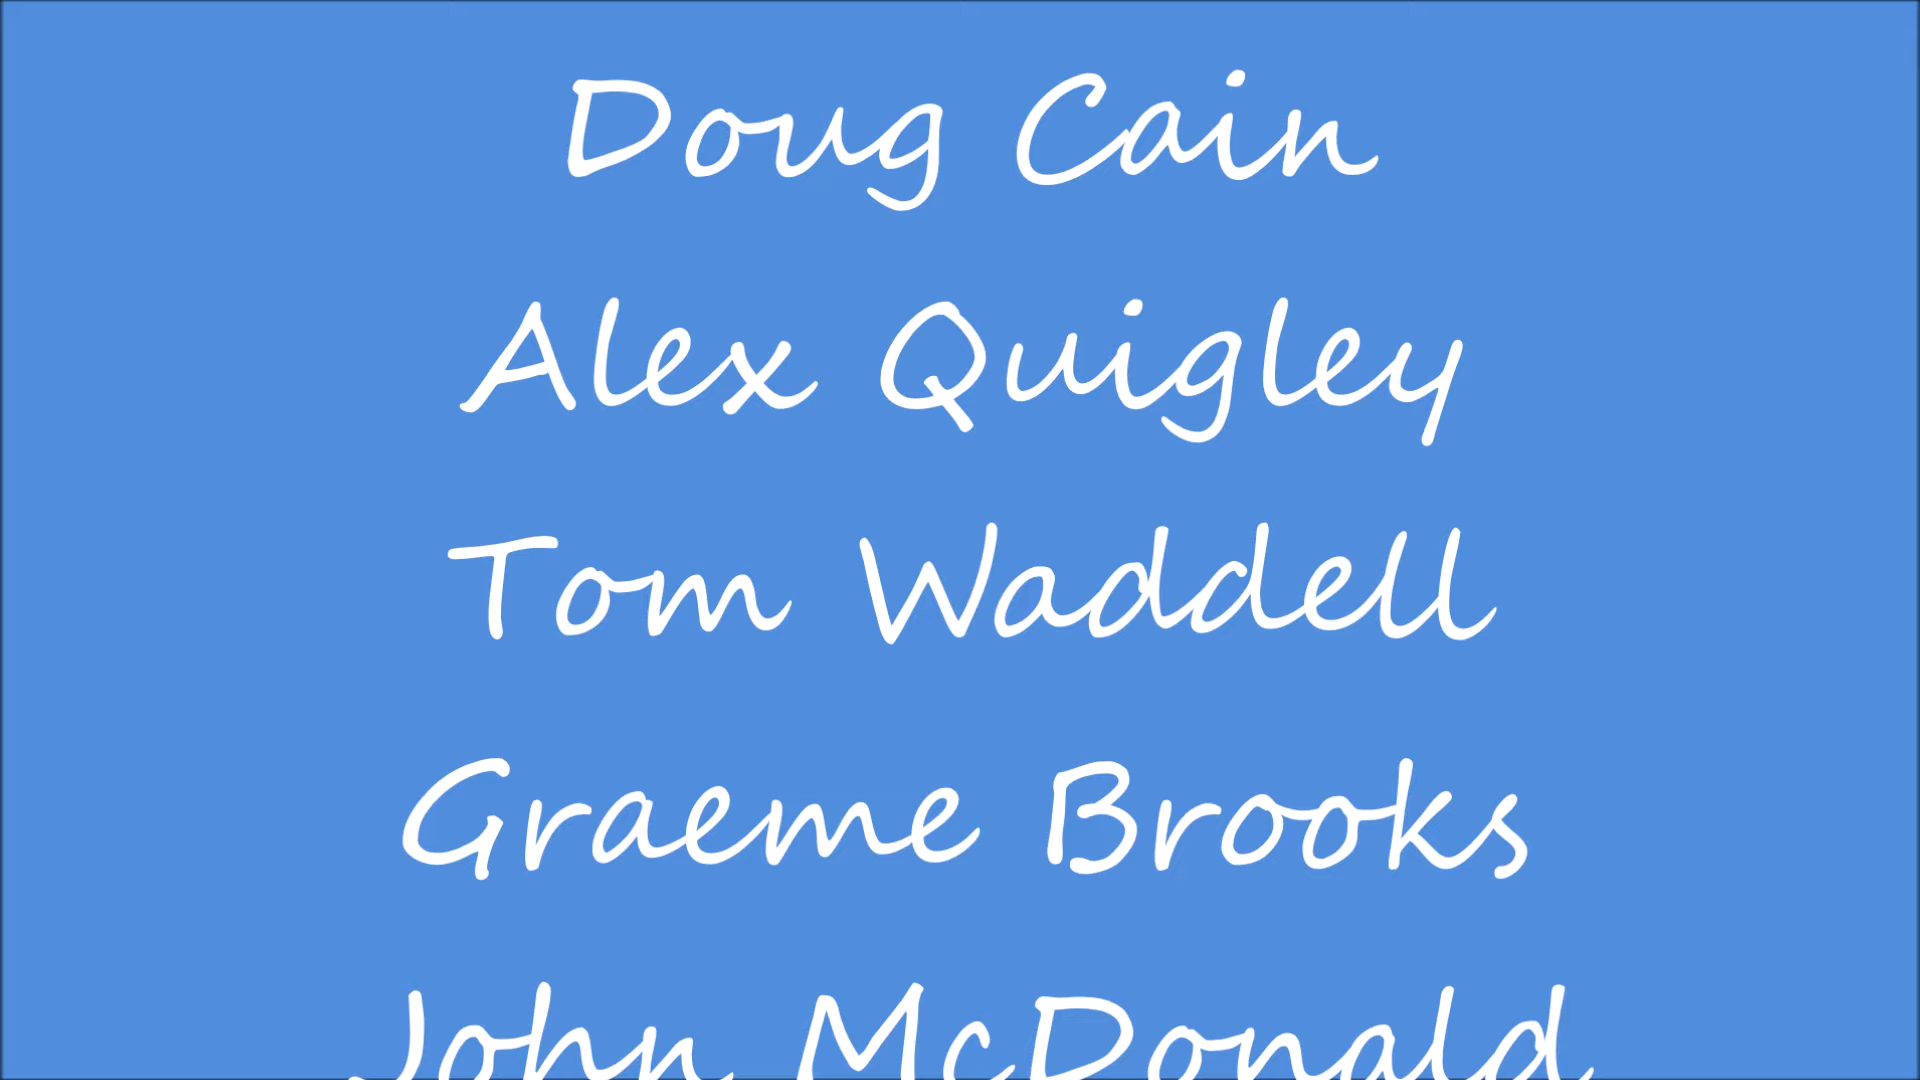 Doug Cain
Alex Quigley
Tom Waddell
Graeme Brooks
John McDonald